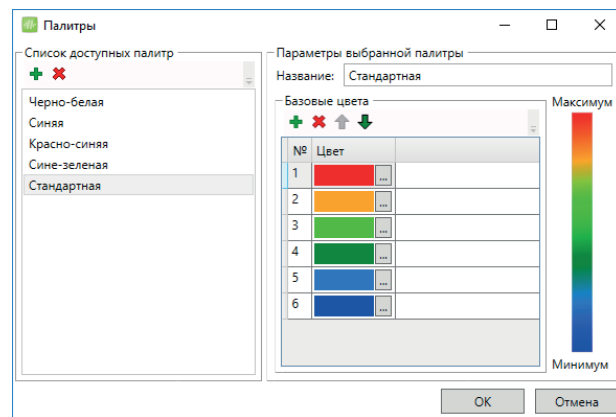 Палитры
Список доступных палитр
Черно-белая
Синяя
Красно-синяя
Сине-зеленая
Стандартная
Параметры выбранной палитры
Название: Стандартная
Базовые цвета
№ Цвет
1 ...
2 ...
3 ...
4 ...
5 ...
6 ...
Максимум
Минимум
ОК Отмена